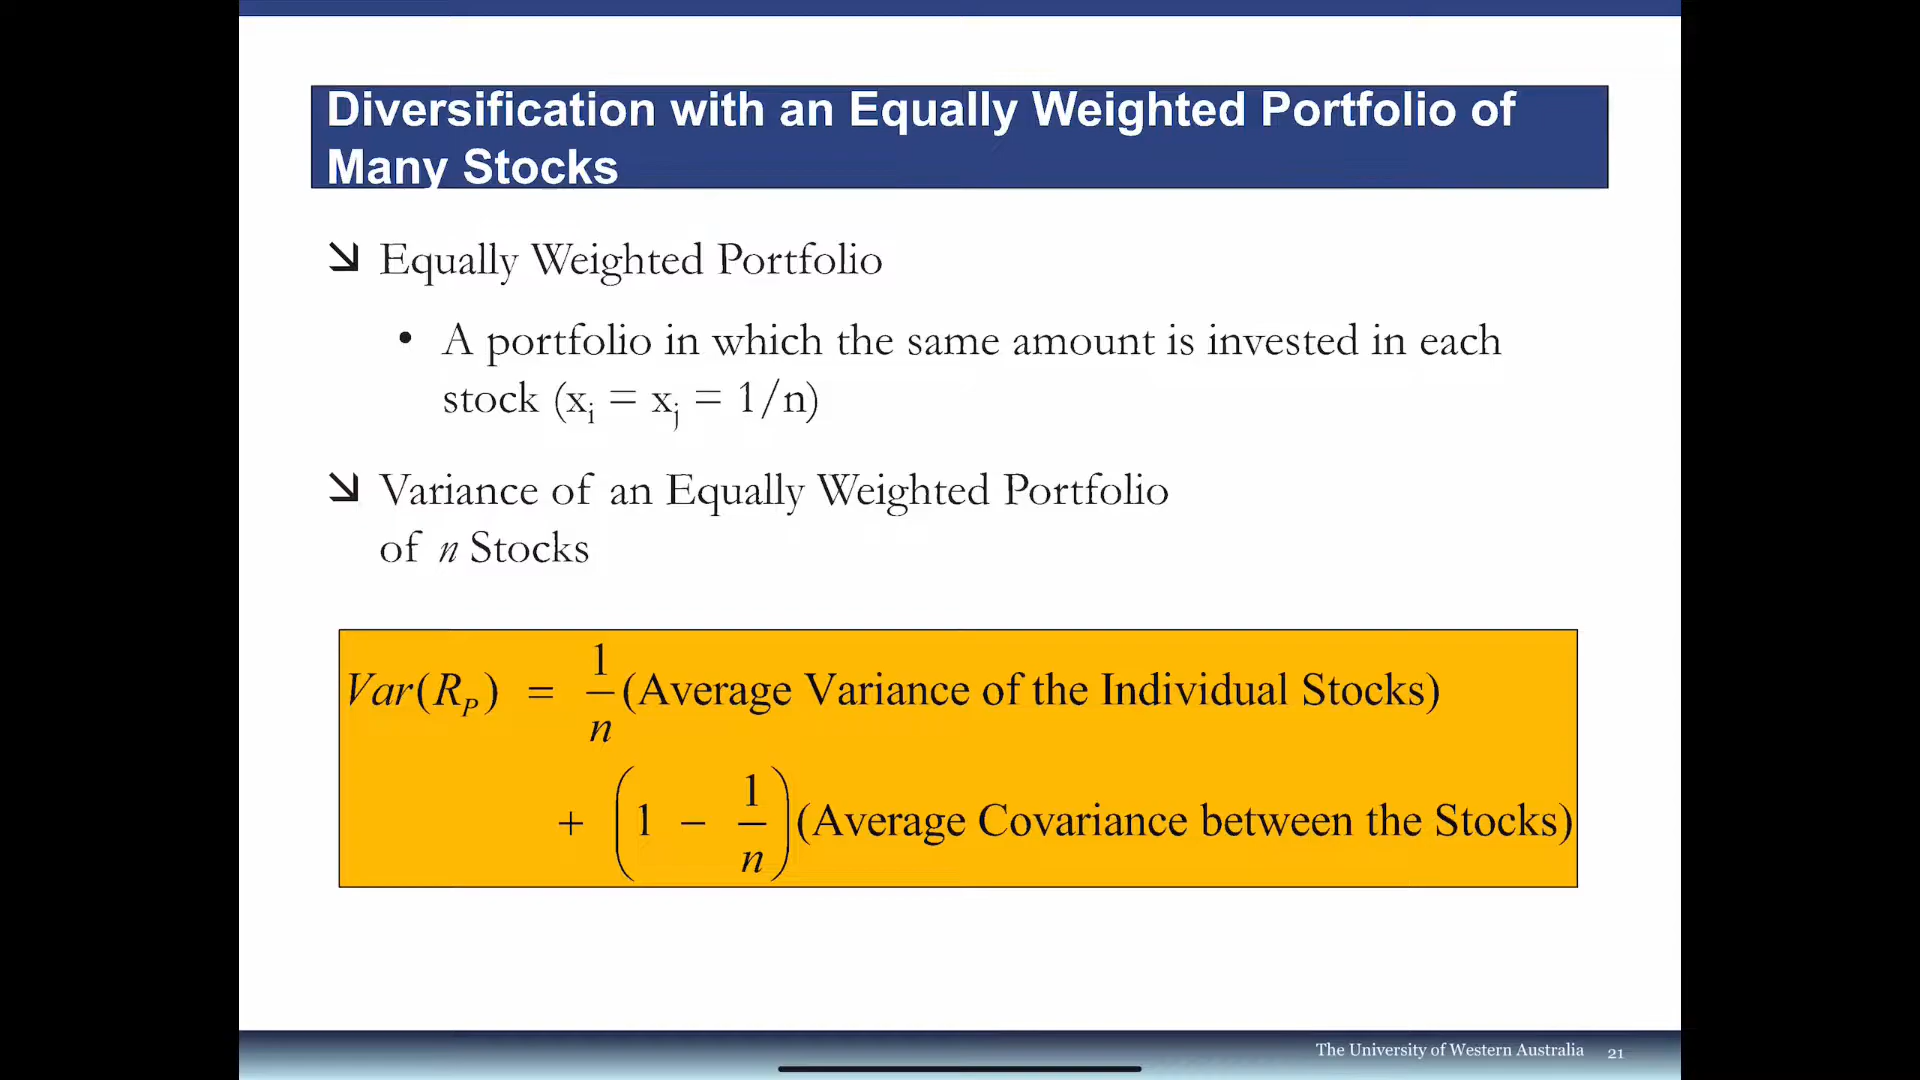 Diversification with an Equally Weighted Portfolio of
Many Stocks
Equally Weighted Portfolio
• A portfolio in which the same amount is invested in each
stock (xᵢ = xⱼ = 1/n)
Variance of an Equally Weighted Portfolio
of n Stocks
Var(R_P) = 1/n (Average Variance of the Individual Stocks)
+ (1 − 1/n) (Average Covariance between the Stocks)
The University of Western Australia 21